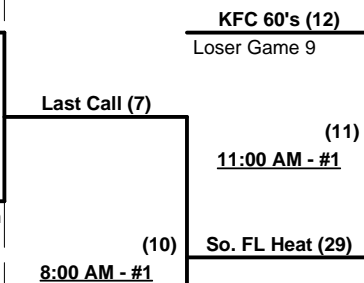 KFC 60's (12)
Loser Game 9
Last Call (7)
(11)
11:00 AM - #1
(10)
So. FL Heat (29)
8:00 AM - #1